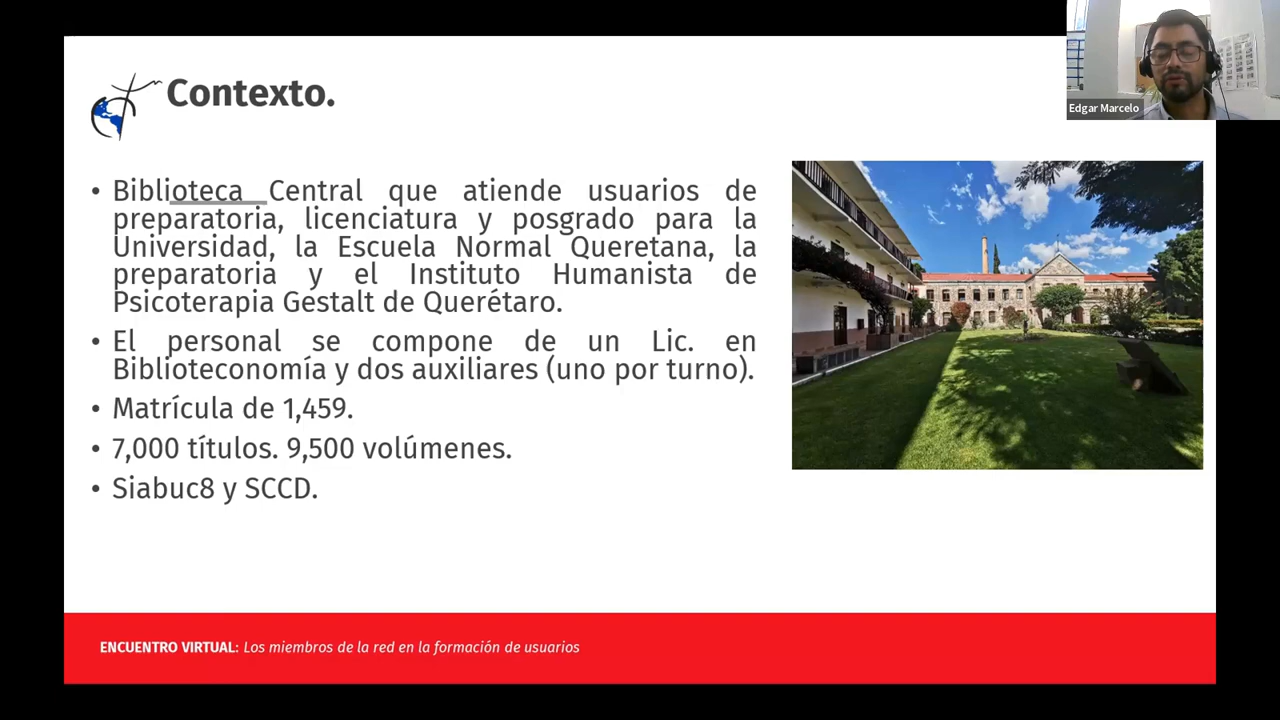 Contexto.
Edgar Marcelo
• Biblioteca Central que atiende usuarios de
preparatoria, licenciatura y posgrado para la
Universidad, la Escuela Normal Queretana, la
preparatoria y el Instituto Humanista de
Psicoterapia Gestalt de Querétaro.
• El personal se compone de un Lic. en
Biblioteconomía y dos auxiliares (uno por turno).
• Matrícula de 1,459.
• 7,000 títulos. 9,500 volúmenes.
• Siabuc8 y SCCD.
ENCUENTRO VIRTUAL: Los miembros de la red en la formación de usuarios